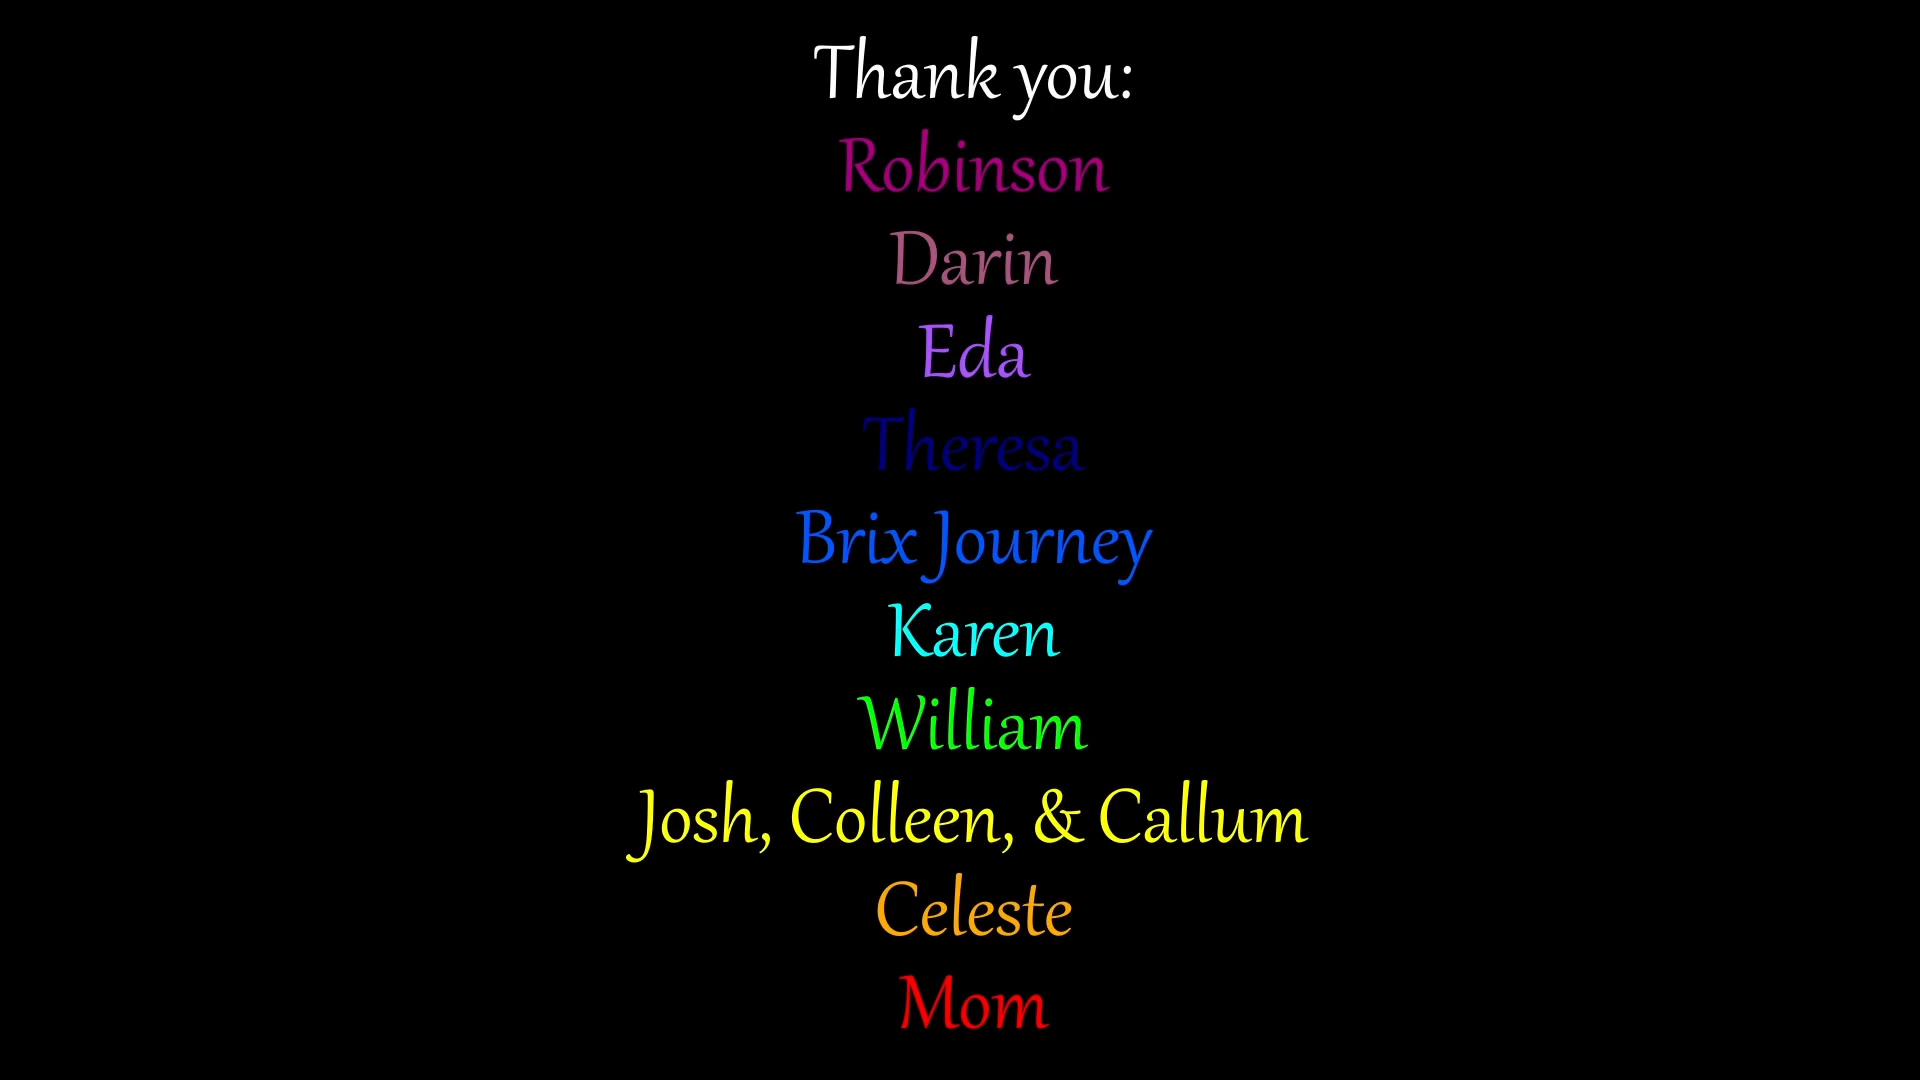 Thank you:
Robinson
Darin
Eda
Theresa
Brix Journey
Karen
William
Josh, Colleen, & Callum
Celeste
Mom